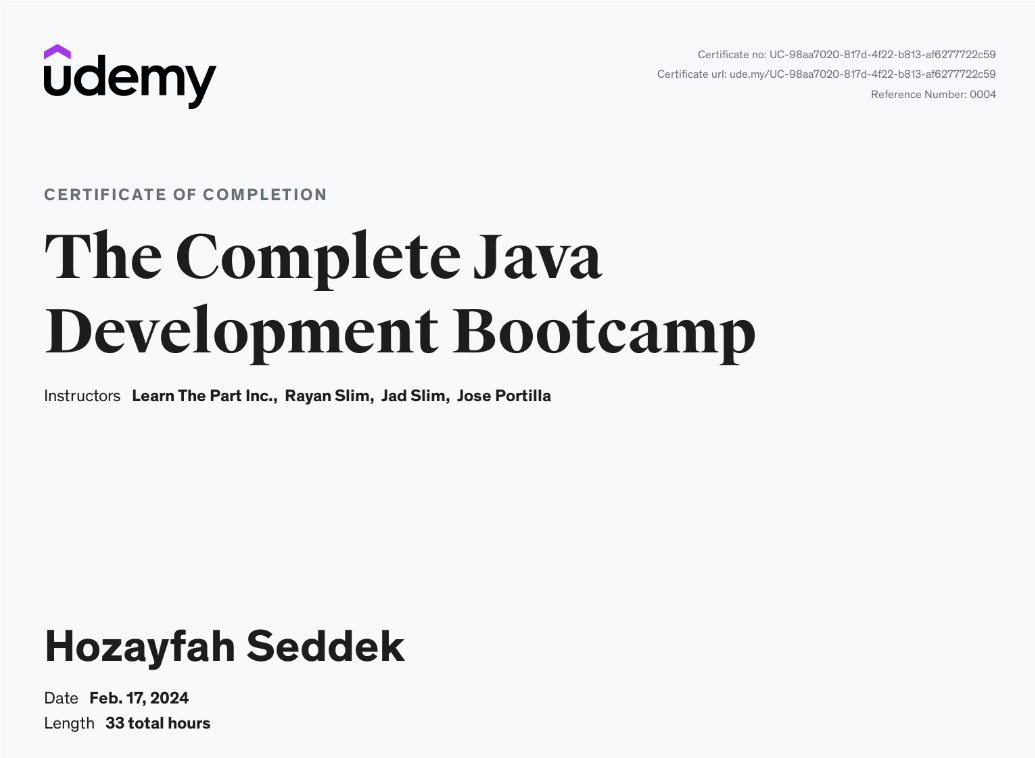 udemy
Certificate no: UC-98aa7020-817d-4f22-b813-af6277722c59
Certificate url: ude.my/UC-98aa7020-817d-4f22-b813-af6277722c59
Reference Number: 0004
CERTIFICATE OF COMPLETION
The Complete Java
Development Bootcamp
Instructors Learn The Part Inc., Rayan Slim, Jad Slim, Jose Portilla
Hozayfah Seddek
Date Feb. 17, 2024
Length 33 total hours